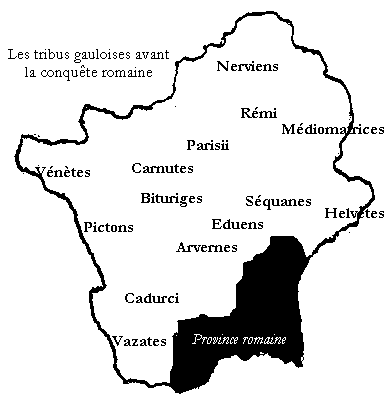 Les tribus gauloises avant
la conquête romaine
Nerviens
Rémi
Médiomatrices
Parisii
Carnutes
Vénètes
Bituriges
Séquanes
Helvètes
Pictons
Eduens
Arvernes
Cadurci
Vazates
Province romaine